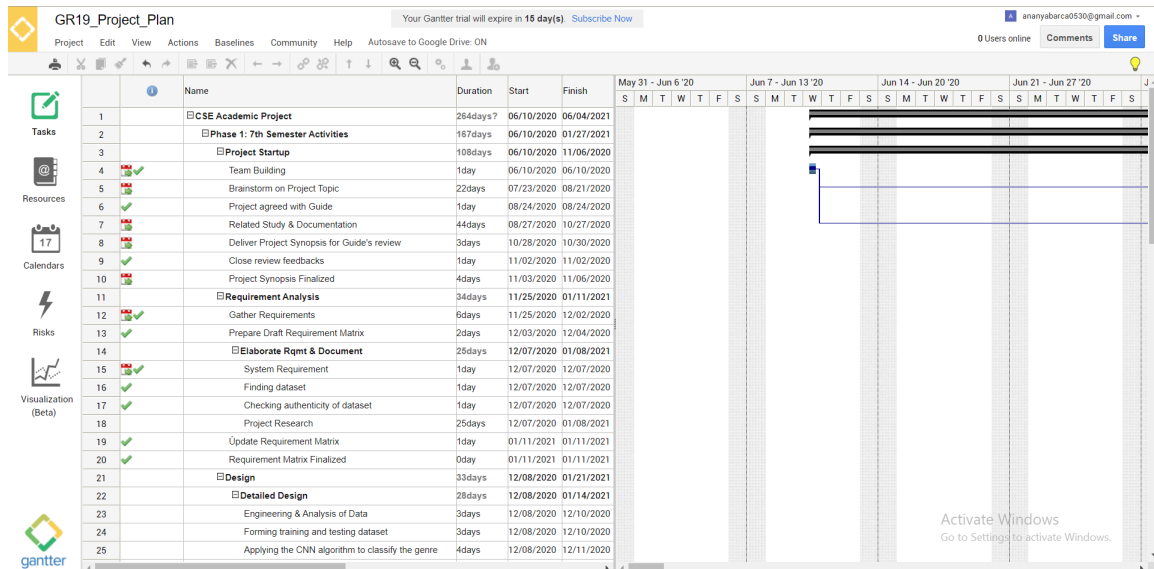 GR19_Project_Plan
Your Gantter trial will expire in 15 day(s). Subscribe Now
A ananyabarca0530@gmail.com
Project Edit View Actions Baselines Community Help Autosave to Google Drive: ON
0 Users online Comments Share
Name Duration Start Finish
May 31 - Jun 6 '20 Jun 7 - Jun 13 '20 Jun 14 - Jun 20 '20 Jun 21 - Jun 27 '20 J
S M T W T F S S M T W T F S S M T W T F S S M T W T F S
Tasks
Resources
17
Calendars
Risks
Visualization
(Beta)
gantter
1 CSE Academic Project 264days? 06/10/2020 06/04/2021
2 Phase 1: 7th Semester Activities 167days 06/10/2020 01/27/2021
3 Project Startup 108days 06/10/2020 11/06/2020
4 Team Building 1day 06/10/2020 06/10/2020
5 Brainstorm on Project Topic 22days 07/23/2020 08/21/2020
6 Project agreed with Guide 1day 08/24/2020 08/24/2020
7 Related Study & Documentation 44days 08/27/2020 10/27/2020
8 Deliver Project Synopsis for Guide's review 3days 10/28/2020 10/30/2020
9 Close review feedbacks 1day 11/02/2020 11/02/2020
10 Project Synopsis Finalized 4days 11/03/2020 11/06/2020
11 Requirement Analysis 34days 11/25/2020 01/11/2021
12 Gather Requirements 6days 11/25/2020 12/02/2020
13 Prepare Draft Requirement Matrix 2days 12/03/2020 12/04/2020
14 Elaborate Rqmt & Document 25days 12/07/2020 01/08/2021
15 System Requirement 1day 12/07/2020 12/07/2020
16 Finding dataset 1day 12/07/2020 12/07/2020
17 Checking authenticity of dataset 1day 12/07/2020 12/07/2020
18 Project Research 25days 12/07/2020 01/08/2021
19 Update Requirement Matrix 1day 01/11/2021 01/11/2021
20 Requirement Matrix Finalized 0day 01/11/2021 01/11/2021
21 Design 33days 12/08/2020 01/21/2021
22 Detailed Design 28days 12/08/2020 01/14/2021
23 Engineering & Analysis of Data 3days 12/08/2020 12/10/2020
24 Forming training and testing dataset 3days 12/08/2020 12/10/2020
25 Applying the CNN algorithm to classify the genre 4days 12/08/2020 12/11/2020
Activate Windows
Go to Settings to activate Windows.